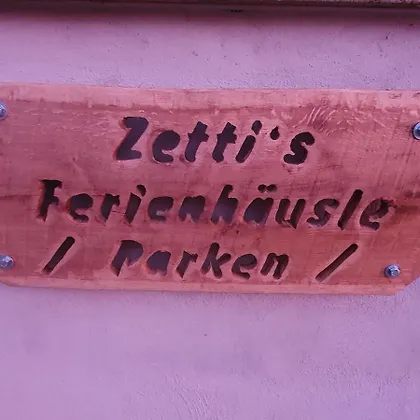 Zetti's
Ferienhäusle
/ Parken /